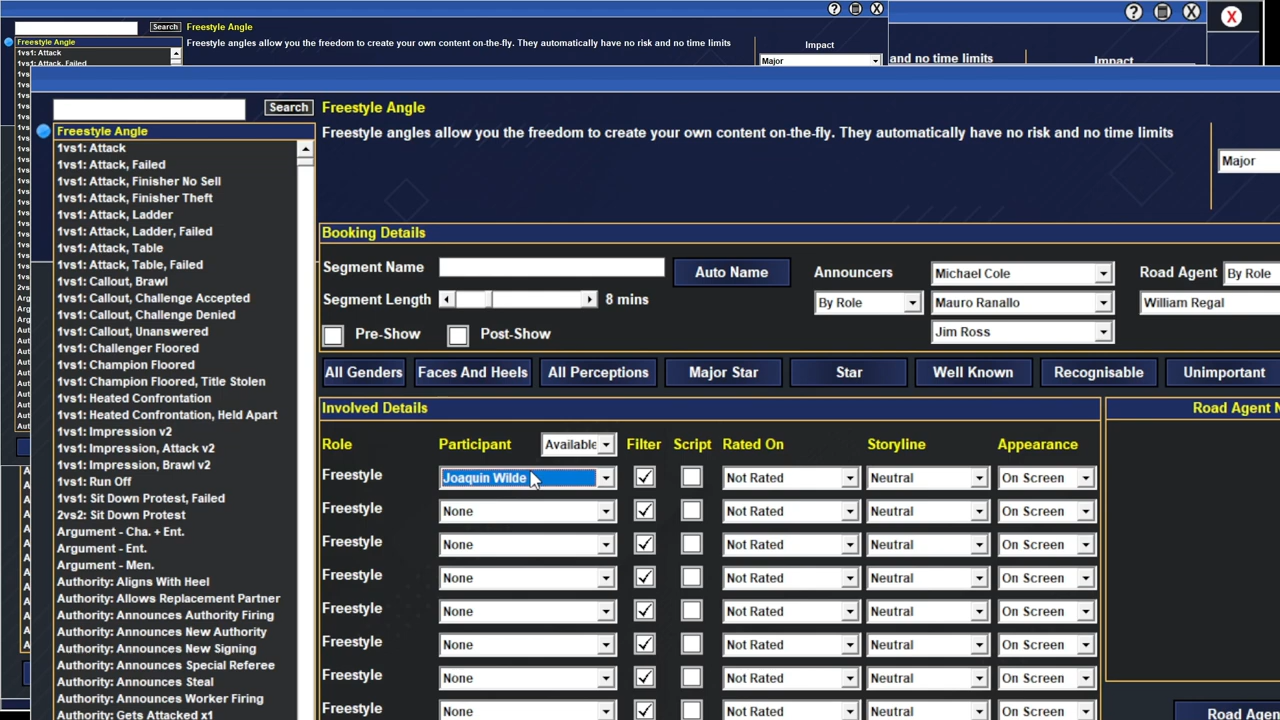 Search
Freestyle Angle
Freestyle Angle
Freestyle angles allow you the freedom to create your own content on-the-fly. They automatically have no risk and no time limits
Impact
Major
1vs1: Attack
1vs1: Attack, Failed
and no time limits
Impact
Search
Freestyle Angle
Freestyle Angle
Freestyle angles allow you the freedom to create your own content on-the-fly. They automatically have no risk and no time limits
Major
1vs1: Attack
1vs1: Attack, Failed
1vs1: Attack, Finisher No Sell
1vs1: Attack, Finisher Theft
1vs1: Attack, Ladder
1vs1: Attack, Ladder, Failed
1vs1: Attack, Table
1vs1: Attack, Table, Failed
1vs1: Callout, Brawl
1vs1: Callout, Challenge Accepted
1vs1: Callout, Challenge Denied
1vs1: Callout, Unanswered
1vs1: Challenger Floored
1vs1: Champion Floored
1vs1: Champion Floored, Title Stolen
1vs1: Heated Confrontation
1vs1: Heated Confrontation, Held Apart
1vs1: Impression v2
1vs1: Impression, Attack v2
1vs1: Impression, Brawl v2
1vs1: Run Off
1vs1: Sit Down Protest, Failed
2vs2: Sit Down Protest
Argument - Cha. + Ent.
Argument - Ent.
Argument - Men.
Authority: Aligns With Heel
Authority: Allows Replacement Partner
Authority: Announces Authority Firing
Authority: Announces New Authority
Authority: Announces New Signing
Authority: Announces Special Referee
Authority: Announces Steal
Authority: Announces Worker Firing
Authority: Gets Attacked x1
Booking Details
Segment Name
Auto Name
Announcers
Michael Cole
Road Agent
By Role
Segment Length
8 mins
By Role
Mauro Ranallo
William Regal
Pre-Show
Post-Show
Jim Ross
All Genders
Faces And Heels
All Perceptions
Major Star
Star
Well Known
Recognisable
Unimportant
Involved Details
Road Agent
Role
Participant
Available
Filter
Script
Rated On
Storyline
Appearance
Freestyle
Joaquin Wilde
Not Rated
Neutral
On Screen
Freestyle
None
Not Rated
Neutral
On Screen
Freestyle
None
Not Rated
Neutral
On Screen
Freestyle
None
Not Rated
Neutral
On Screen
Freestyle
None
Not Rated
Neutral
On Screen
Freestyle
None
Not Rated
Neutral
On Screen
Freestyle
None
Not Rated
Neutral
On Screen
Freestyle
None
Not Rated
Neutral
On Screen
Road Agent